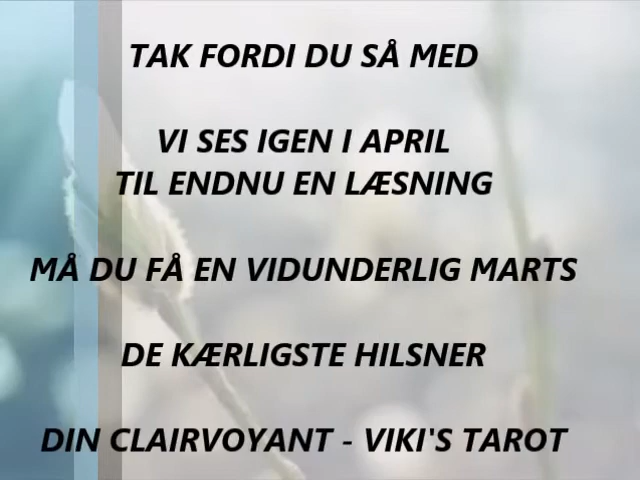 TAK FORDI DU SÅ MED
VI SES IGEN I APRIL
TIL ENDNU EN LÆSNING
MÅ DU FÅ EN VIDUNDERLIG MARTS
DE KÆRLIGSTE HILSNER
DIN CLAIRVOYANT - VIKI'S TAROT